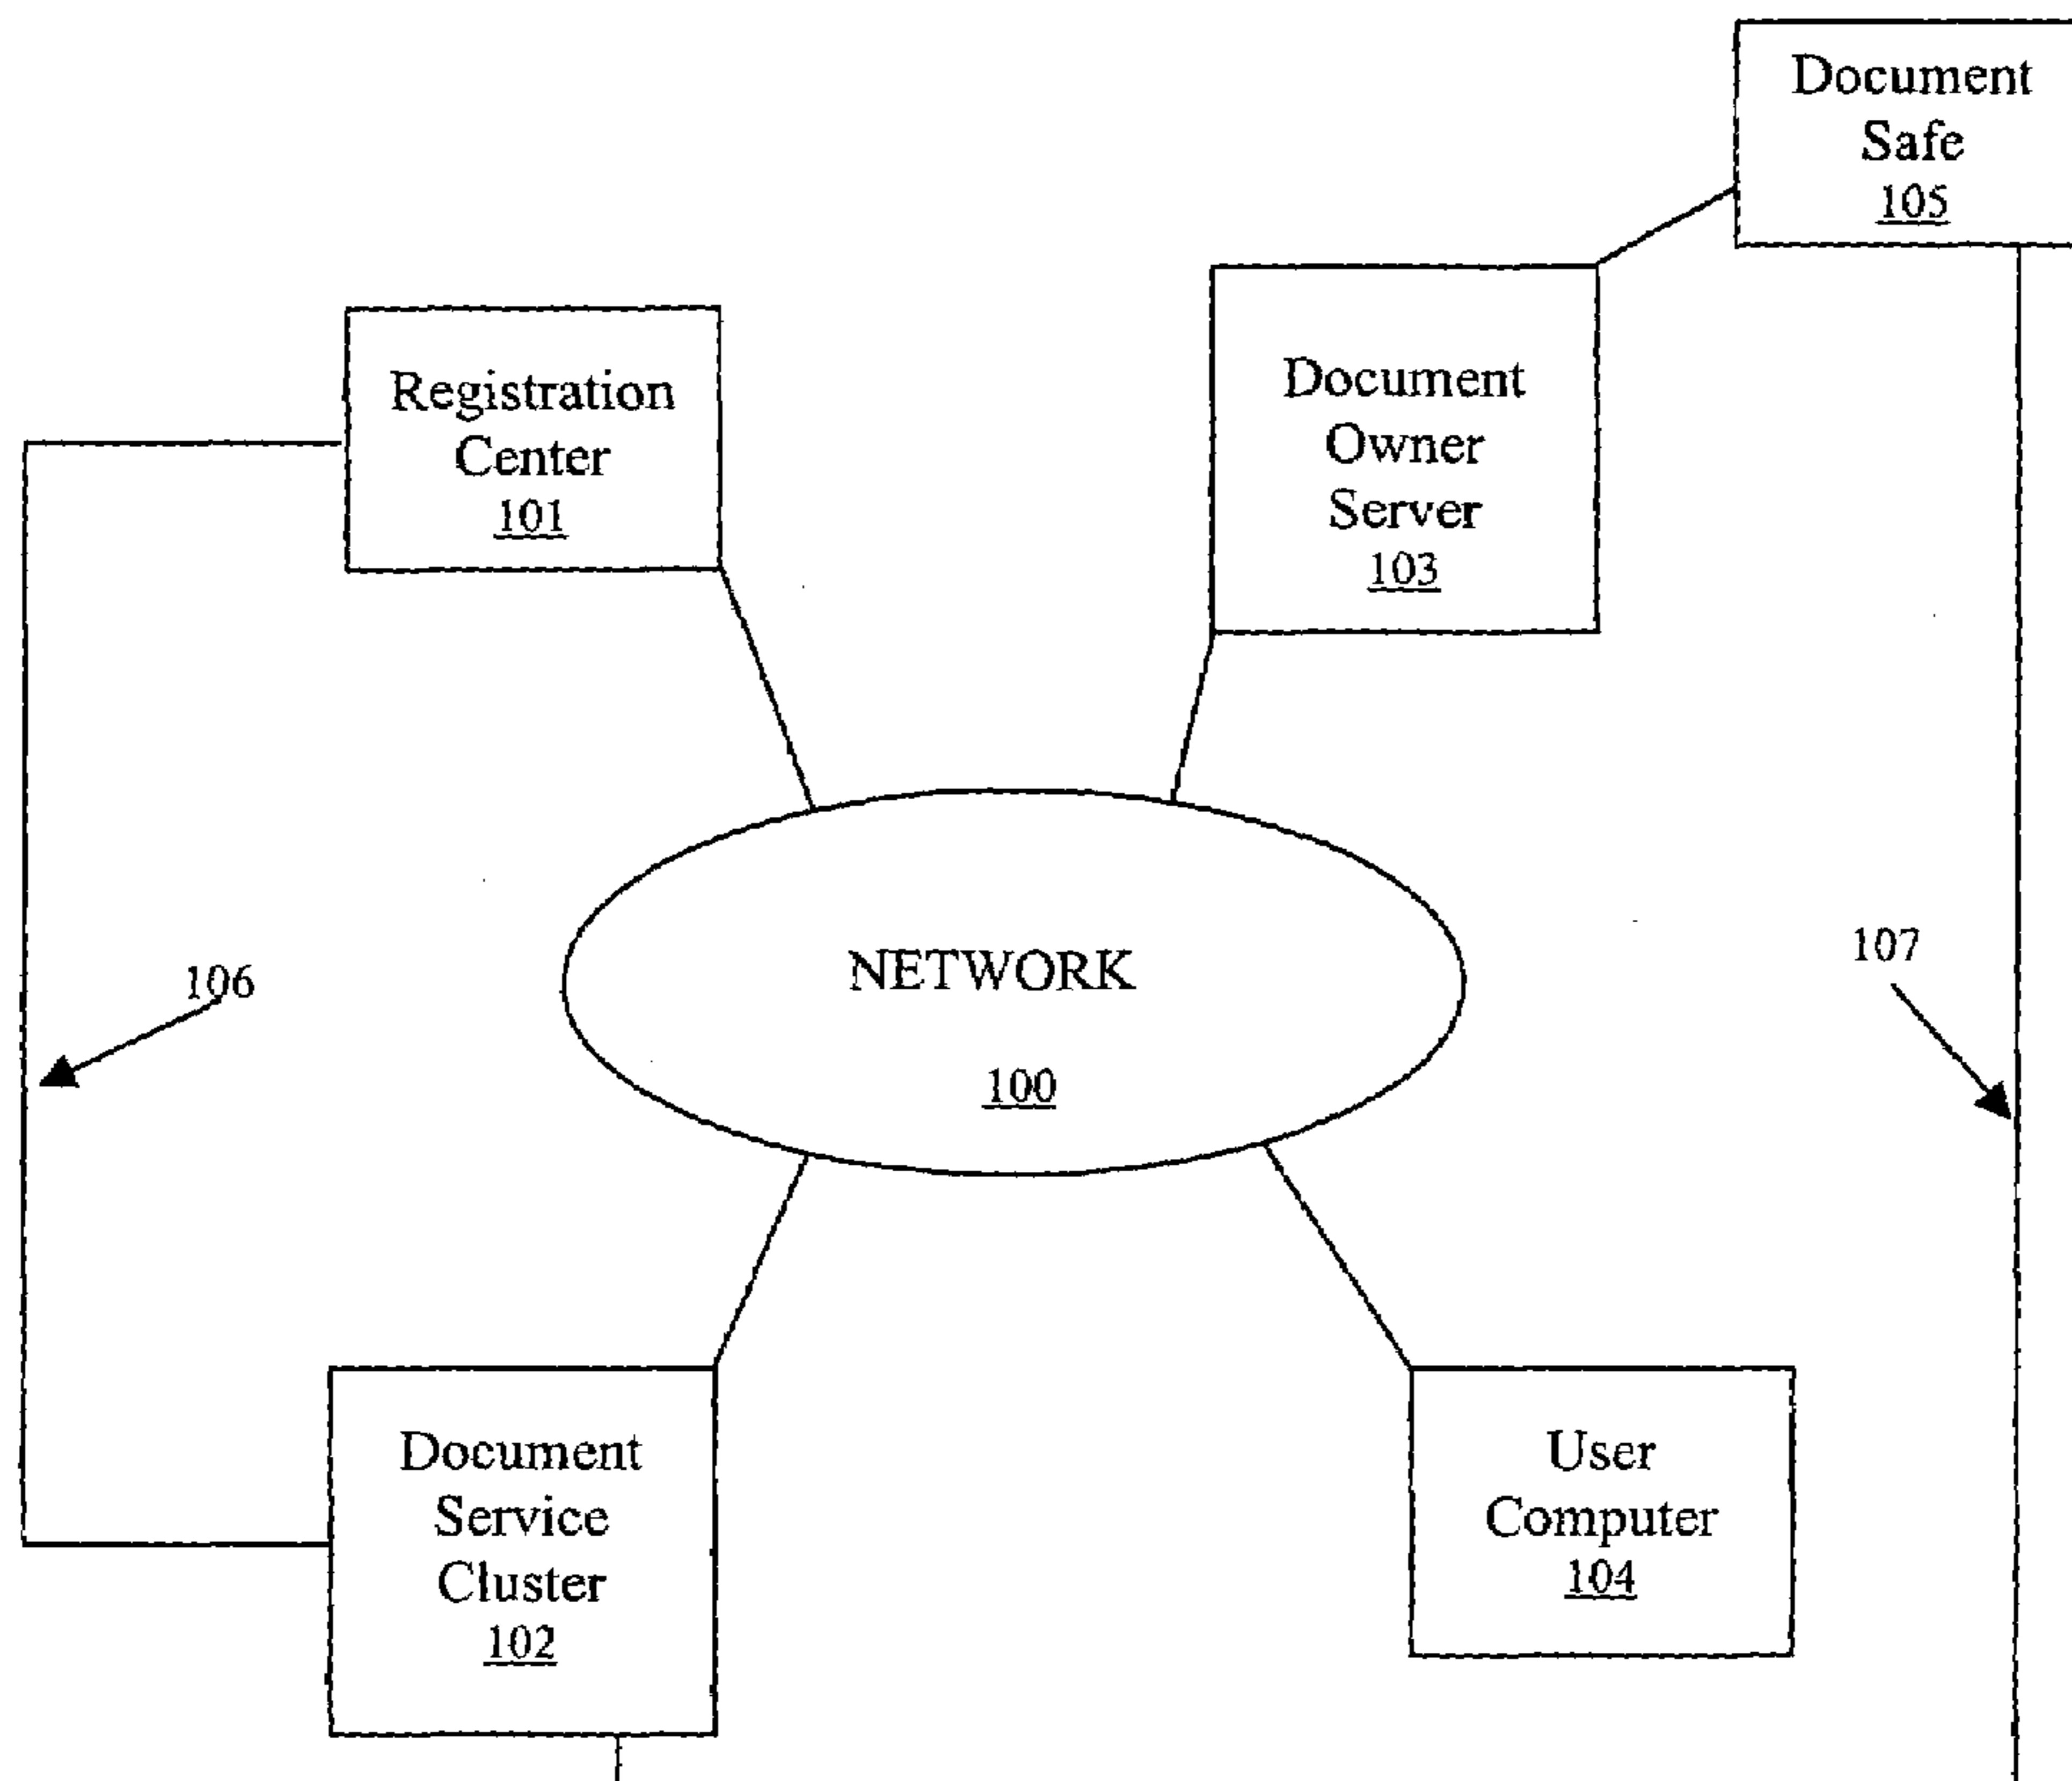 Document
Safe
105
Registration
Center
101
Document
Owner
Server
103
NETWORK
100
106
107
Document
Service
Cluster
102
User
Computer
104